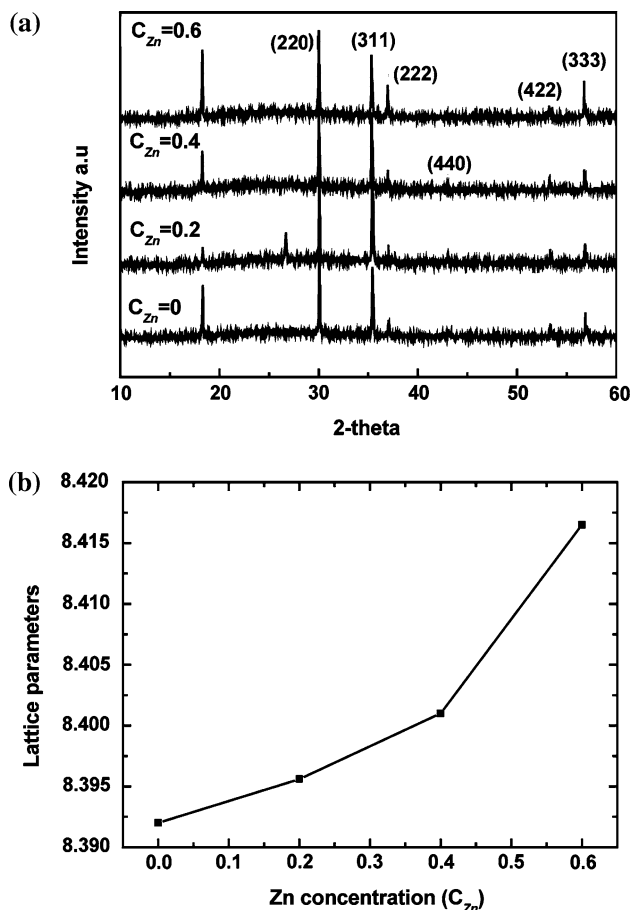 (a)
C_Zn=0.6
(220)
(311)
(222)
(422)
(333)
C_Zn=0.4
(440)
C_Zn=0.2
C_Zn=0
Intensity a.u
10 20 30 40 50 60
2-theta
(b)
8.420
8.415
8.410
8.405
8.400
8.395
8.390
Lattice parameters
0.0 0.1 0.2 0.3 0.4 0.5 0.6
Zn concentration (C_Zn)